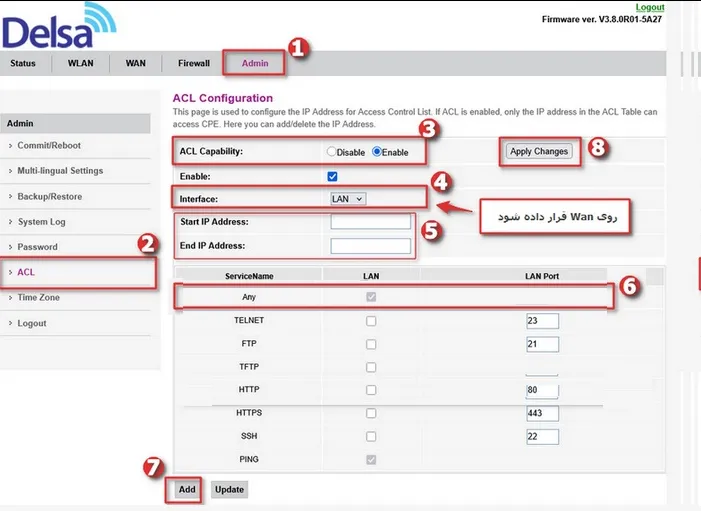 Logout
Firmware ver. V3.8.0R01-5A27
Delsa
1
Status WLAN WAN Firewall Admin
ACL Configuration
This page is used to configure the IP Address for Access Control List. If ACL is enabled, only the IP address in the ACL Table can
access CPE. Here you can add/delete the IP Address.
Admin
Commit/Reboot
Multi-lingual Settings
Backup/Restore
System Log
Password
2
ACL
Time Zone
Logout
3
ACL Capability: Disable Enable
Apply Changes 8
Enable:
4
Interface: LAN
روی Wan قرار داده شود
Start IP Address:
5
End IP Address:
ServiceName LAN LAN Port
6
Any
TELNET 23
FTP 21
TFTP
HTTP 80
HTTPS 443
SSH 22
PING
7
Add Update